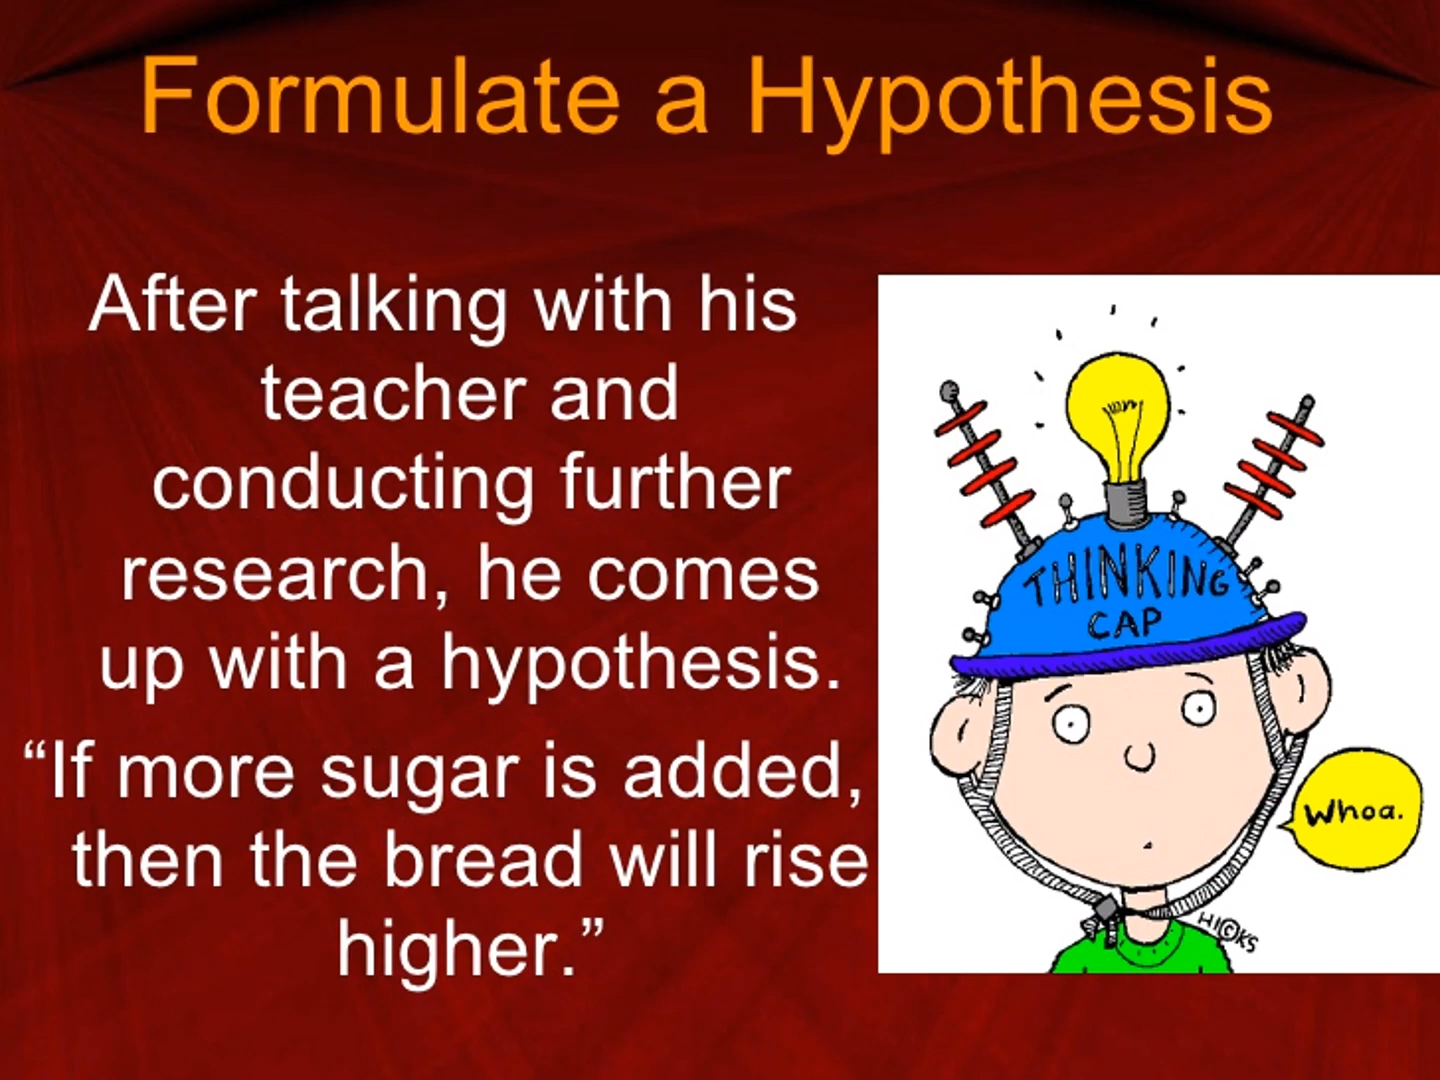 Formulate a Hypothesis
After talking with his
teacher and
conducting further
research, he comes
up with a hypothesis.
“If more sugar is added,
then the bread will rise
higher.”
THINKING
CAP
Whoa.
HICKS